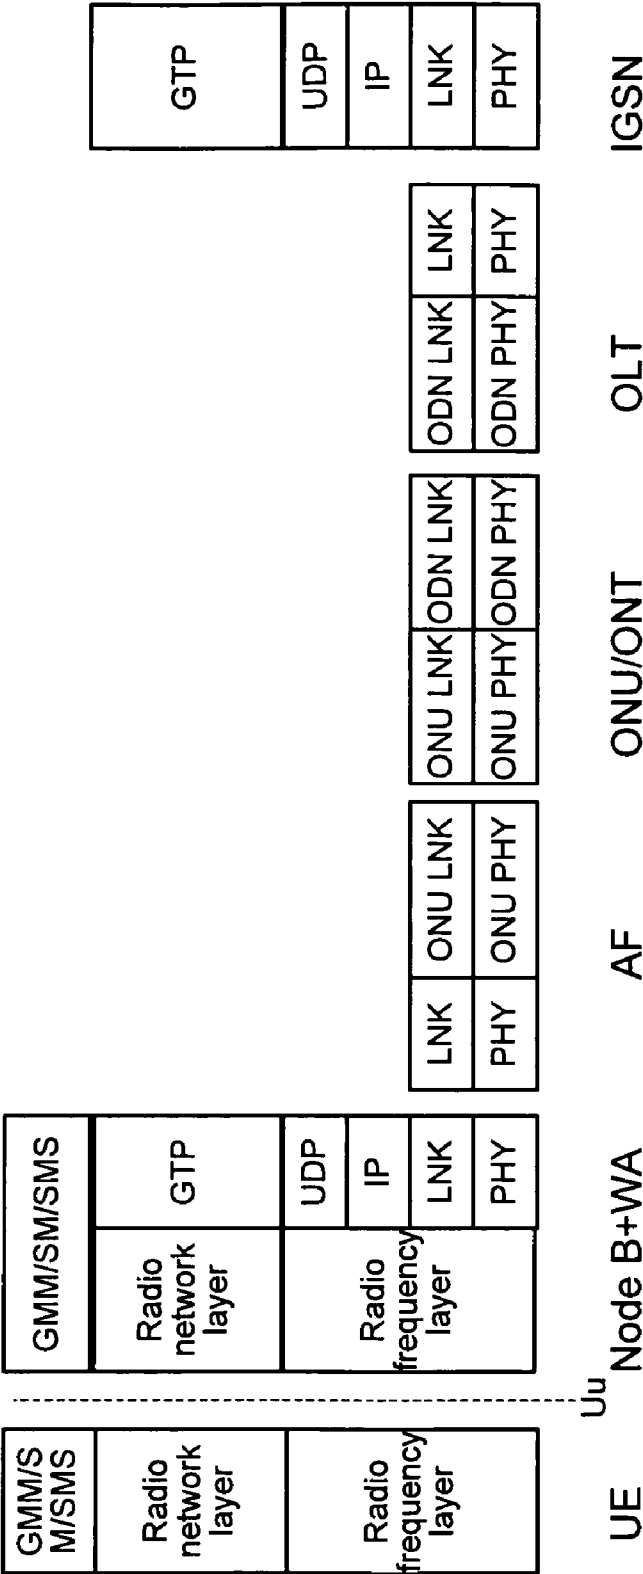 GMM/S
M/SMS
Radio
network
layer
Radio
frequency
layer
UE
Uu
GMM/SM/SMS
Radio
network
layer
GTP
Radio
frequency
layer
UDP
IP
LNK
PHY
Node B+WA
LNK
ONU LNK
PHY
ONU PHY
AF
ONU LNK
ODN LNK
ONU PHY
ODN PHY
ONU/ONT
ODN LNK
LNK
ODN PHY
PHY
OLT
GTP
UDP
IP
LNK
PHY
IGSN